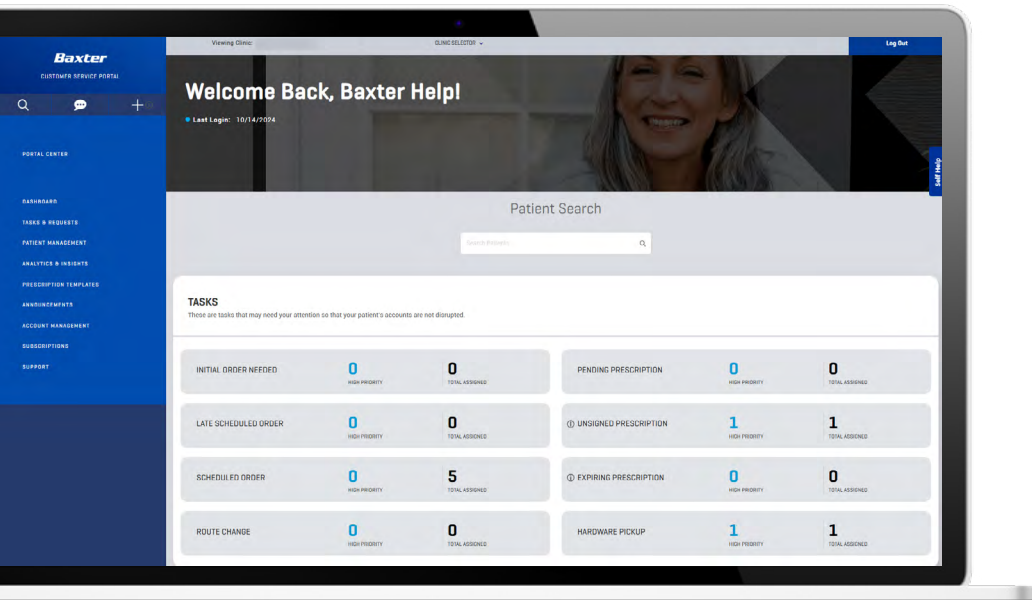 Baxter
CUSTOMER SERVICE PORTAL
PORTAL CENTER
DASHBOARD
TASKS & REQUESTS
PATIENT MANAGEMENT
ANALYTICS & INSIGHTS
PRESCRIPTION TEMPLATES
ANNOUNCEMENTS
ACCOUNT MANAGEMENT
SUBSCRIPTIONS
SUPPORT
Viewing Clinic:
CLINIC SELECTOR
Log Out
Welcome Back, Baxter Help!
Last Login: 10/14/2024
Self Help
Patient Search
Search Patients
TASKS
These are tasks that may need your attention so that your patient's accounts are not disrupted.
INITIAL ORDER NEEDED 0 HIGH PRIORITY 0 TOTAL ASSIGNED
PENDING PRESCRIPTION 0 HIGH PRIORITY 0 TOTAL ASSIGNED
LATE SCHEDULED ORDER 0 HIGH PRIORITY 0 TOTAL ASSIGNED
UNSIGNED PRESCRIPTION 1 HIGH PRIORITY 1 TOTAL ASSIGNED
SCHEDULED ORDER 0 HIGH PRIORITY 5 TOTAL ASSIGNED
EXPIRING PRESCRIPTION 0 HIGH PRIORITY 0 TOTAL ASSIGNED
ROUTE CHANGE 0 HIGH PRIORITY 0 TOTAL ASSIGNED
HARDWARE PICKUP 1 HIGH PRIORITY 1 TOTAL ASSIGNED